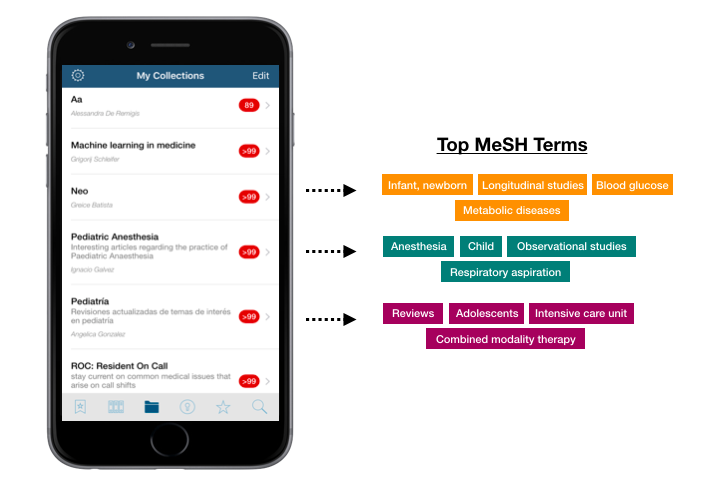 My Collections
Edit
Aa
Alessandra De Remigis
89
Machine learning in medicine
Grigorij Schleifer
>99
Neo
Greice Batista
>99
Pediatric Anesthesia
Interesting articles regarding the practice of
Paediatric Anaesthesia
Ignacio Galvez
>99
Pediatría
Revisiones actualizadas de temas de interés
en pediatría
Angelica Gonzalez
>99
ROC: Resident On Call
stay current on common medical issues that
arise on call shifts
>99
Top MeSH Terms
Infant, newborn
Longitudinal studies
Blood glucose
Metabolic diseases
Anesthesia
Child
Observational studies
Respiratory aspiration
Reviews
Adolescents
Intensive care unit
Combined modality therapy